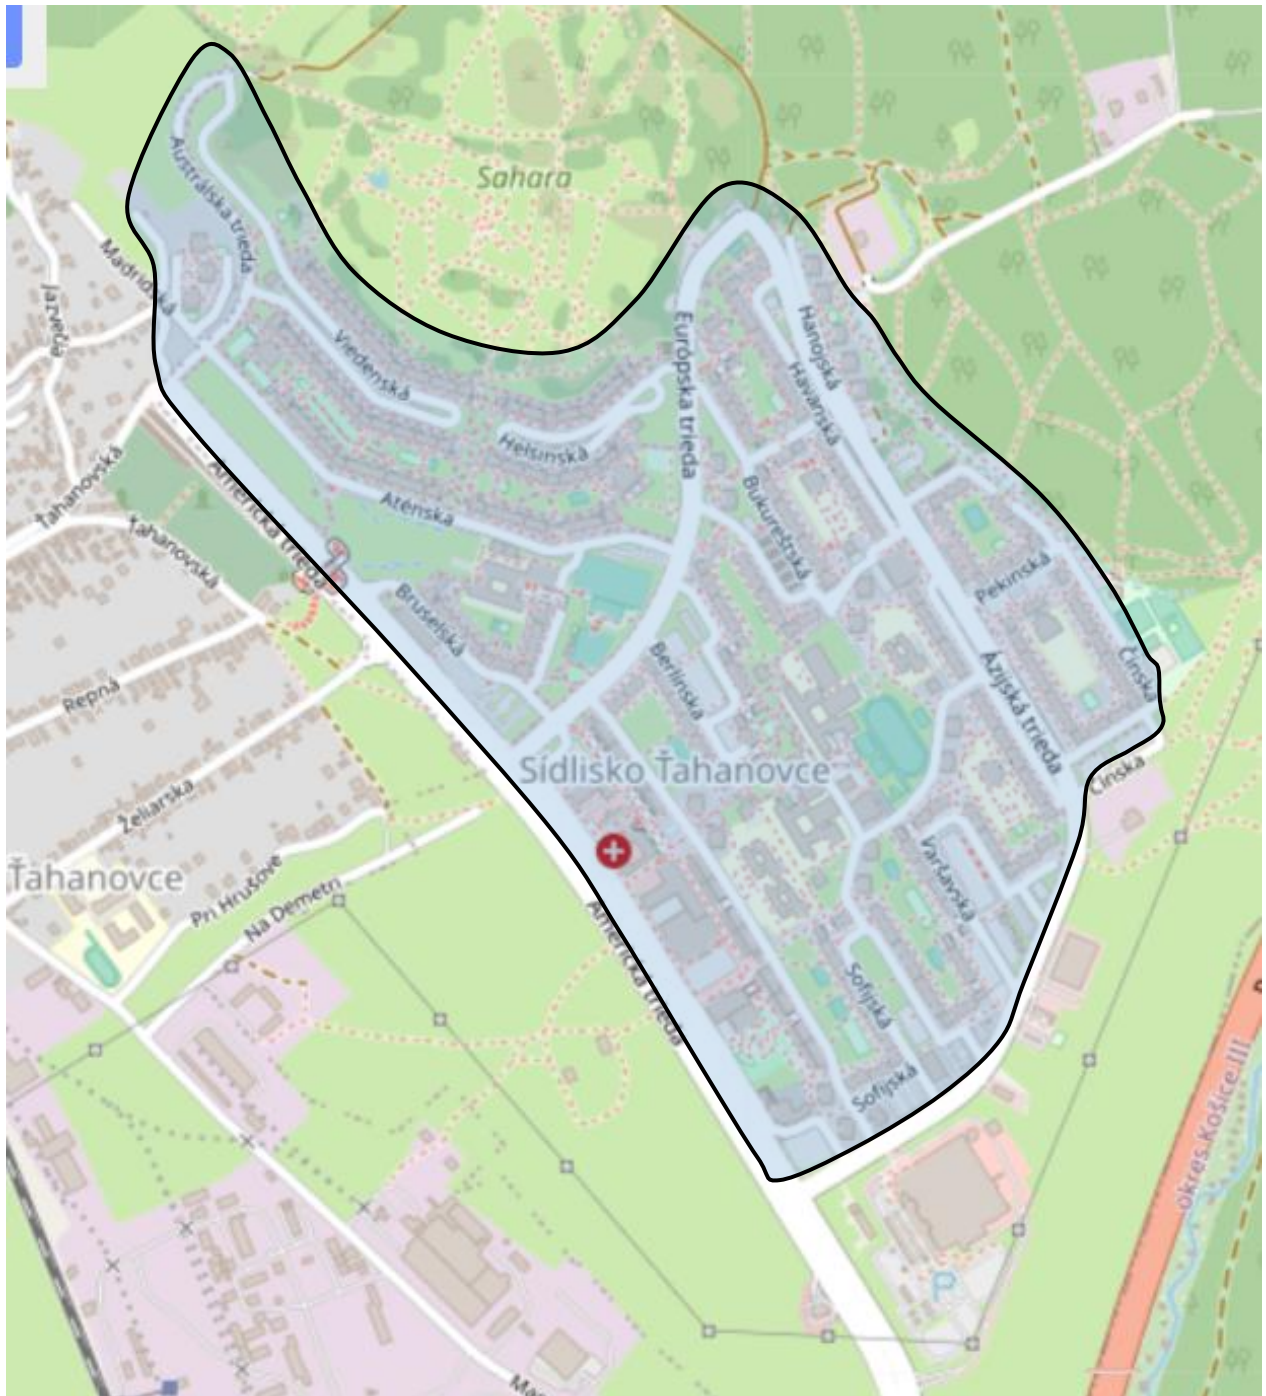 Sahara
Austrálska trieda
Madridská
Jazvečia
Hanojská
Európska trieda
Viedenská
Havanská
Helsinská
Ťahanovská
Americká trieda
Aténska
Bukurešťská
Ťahanovská
Pekinská
Bruselská
Berlínska
Čínska
Ázijská trieda
Repná
Sídlisko Ťahanovce
Čínska
Želiarska
Varšavská
Ťahanovce
Pri Hrušove
Na Demetri
Americká trieda
Sofijská
Sofijská
okres Košice III
P